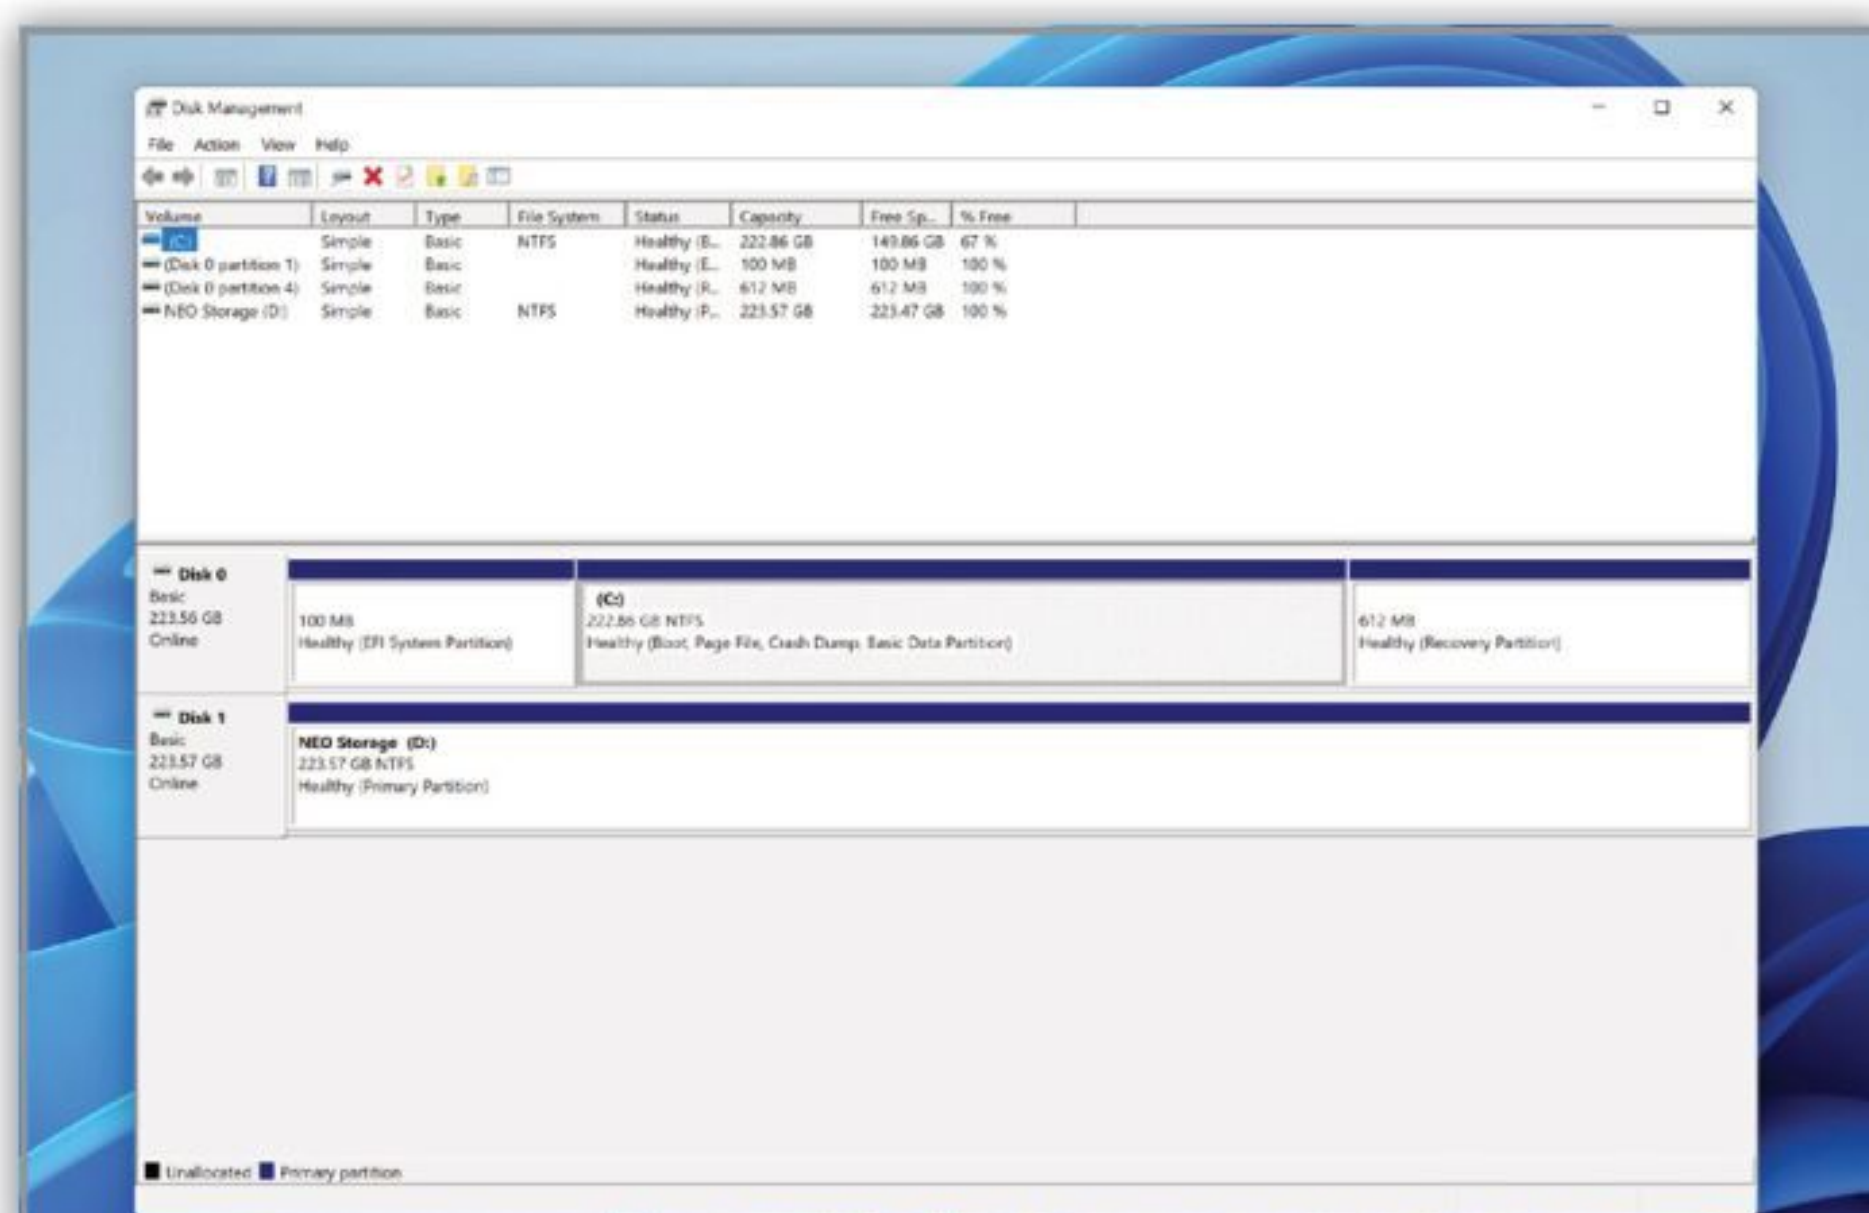 Disk Management
File Action View Help
Volume Layout Type File System Status Capacity Free Sp... % Free
(C:) Simple Basic NTFS Healthy (B... 222.86 GB 149.86 GB 67 %
(Disk 0 partition 1) Simple Basic Healthy (E... 100 MB 100 MB 100 %
(Disk 0 partition 4) Simple Basic Healthy (R... 612 MB 612 MB 100 %
NEO Storage (D:) Simple Basic NTFS Healthy (P... 223.57 GB 223.47 GB 100 %
Disk 0
Basic
223.56 GB
Online
100 MB
Healthy (EFI System Partition)
(C:)
222.86 GB NTFS
Healthy (Boot, Page File, Crash Dump, Basic Data Partition)
612 MB
Healthy (Recovery Partition)
Disk 1
Basic
223.57 GB
Online
NEO Storage (D:)
223.57 GB NTFS
Healthy (Primary Partition)
Unallocated Primary partition